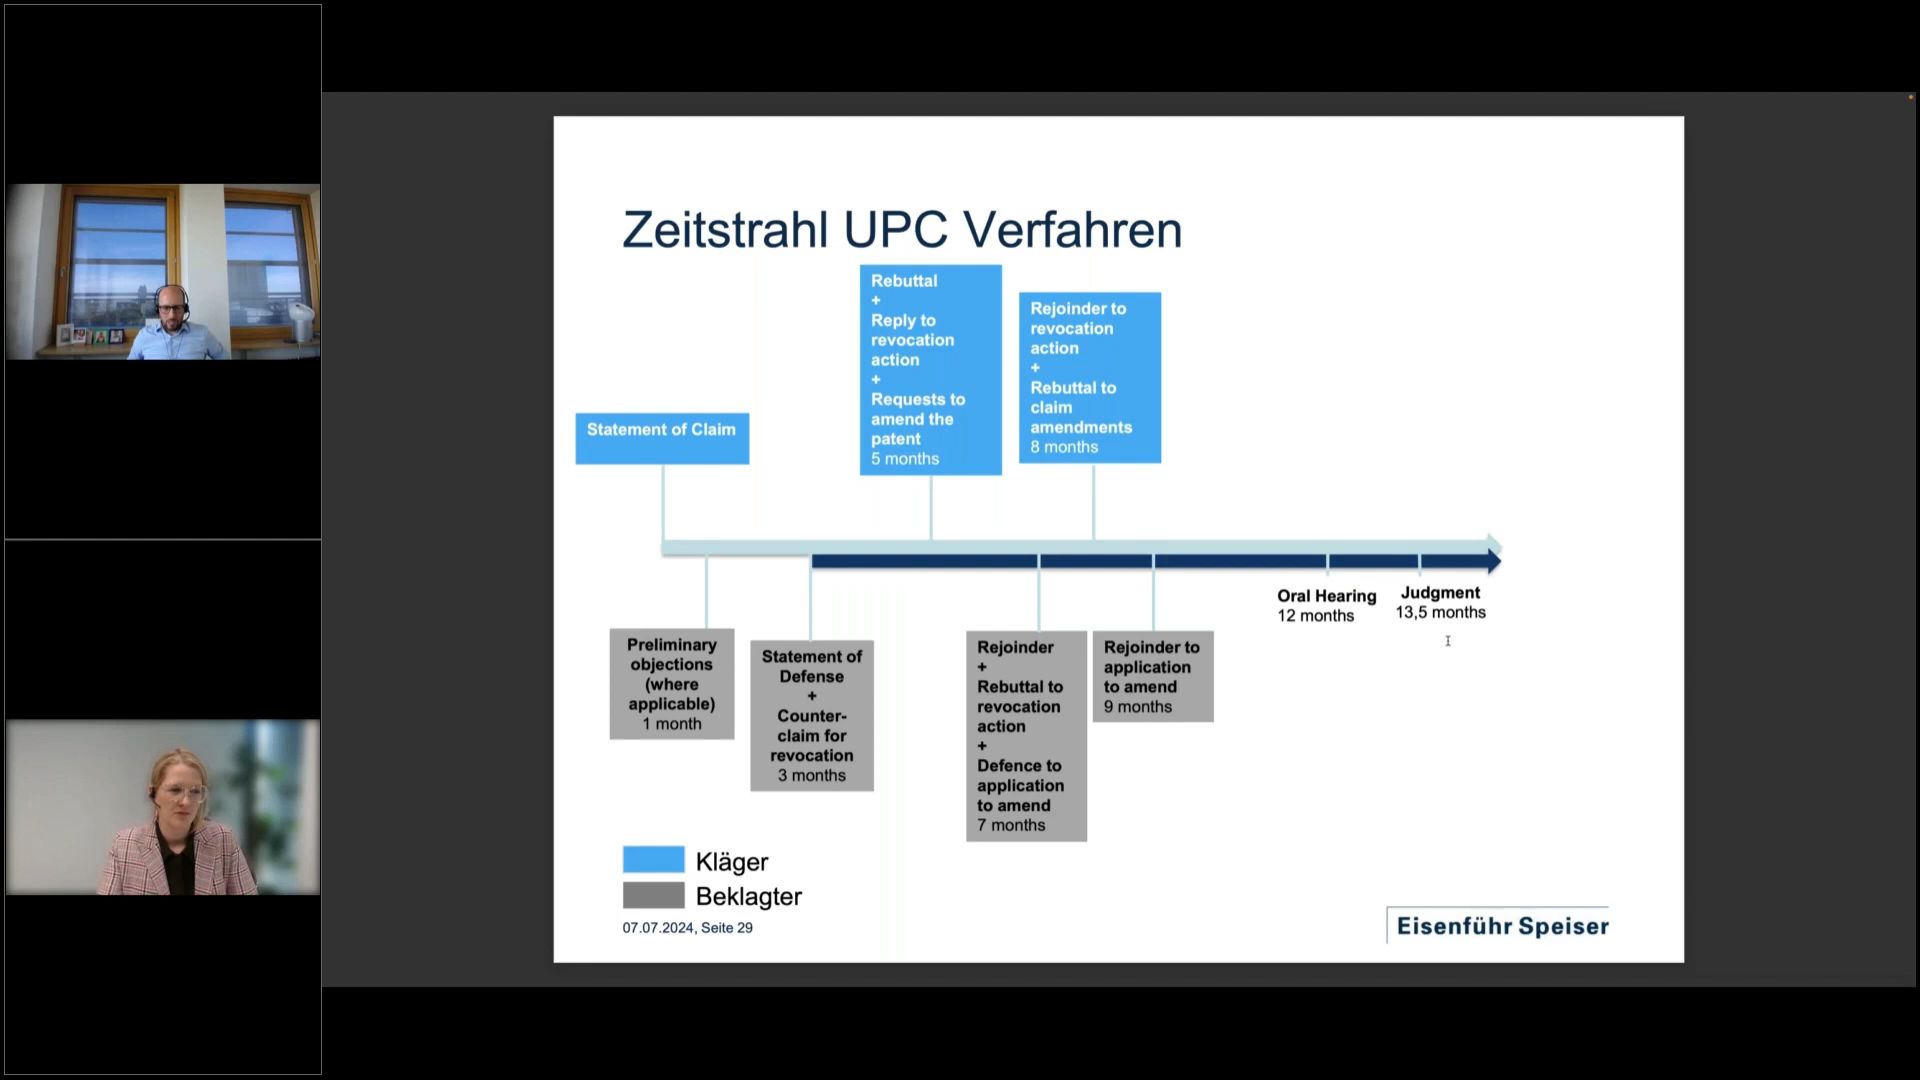 Zeitstrahl UPC Verfahren
Statement of Claim
Rebuttal
+
Reply to
revocation
action
+
Requests to
amend the
patent
5 months
Rejoinder to
revocation
action
+
Rebuttal to
claim
amendments
8 months
Preliminary
objections
(where
applicable)
1 month
Statement of
Defense
+
Counter-
claim for
revocation
3 months
Rejoinder
+
Rebuttal to
revocation
action
+
Defence to
application
to amend
7 months
Rejoinder to
application
to amend
9 months
Oral Hearing
12 months
Judgment
13,5 months
Kläger
Beklagter
07.07.2024, Seite 29
Eisenführ Speiser